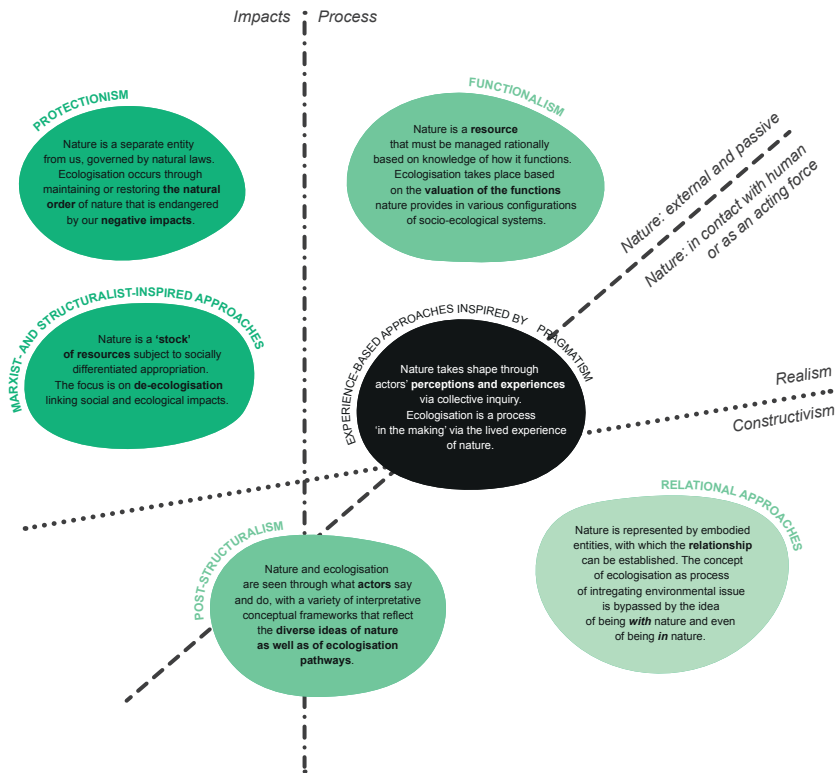 Impacts
Process
PROTECTIONISM
Nature is a separate entity
from us, governed by natural laws.
Ecologisation occurs through
maintaining or restoring the natural
order of nature that is endangered
by our negative impacts.
FUNCTIONALISM
Nature is a resource
that must be managed rationally
based on knowledge of how it functions.
Ecologisation takes place based
on the valuation of the functions
nature provides in various configurations
of socio-ecological systems.
Nature: external and passive
Nature: in contact with human
or as an acting force
MARXIST- AND STRUCTURALIST-INSPIRED APPROACHES
Nature is a ‘stock’
of resources subject to socially
differentiated appropriation.
The focus is on de-ecologisation
linking social and ecological impacts.
EXPERIENCE-BASED APPROACHES INSPIRED BY PRAGMATISM
Nature takes shape through
actors’ perceptions and experiences
via collective inquiry.
Ecologisation is a process
‘in the making’ via the lived experience
of nature.
Realism
Constructivism
POST-STRUCTURALISM
Nature and ecologisation
are seen through what actors say
and do, with a variety of interpretative
conceptual frameworks that reflect
the diverse ideas of nature
as well as of ecologisation
pathways.
RELATIONAL APPROACHES
Nature is represented by embodied
entities, with which the relationship
can be established. The concept
of ecologisation as process
of intregating environmental issue
is bypassed by the idea
of being with nature and even
of being in nature.